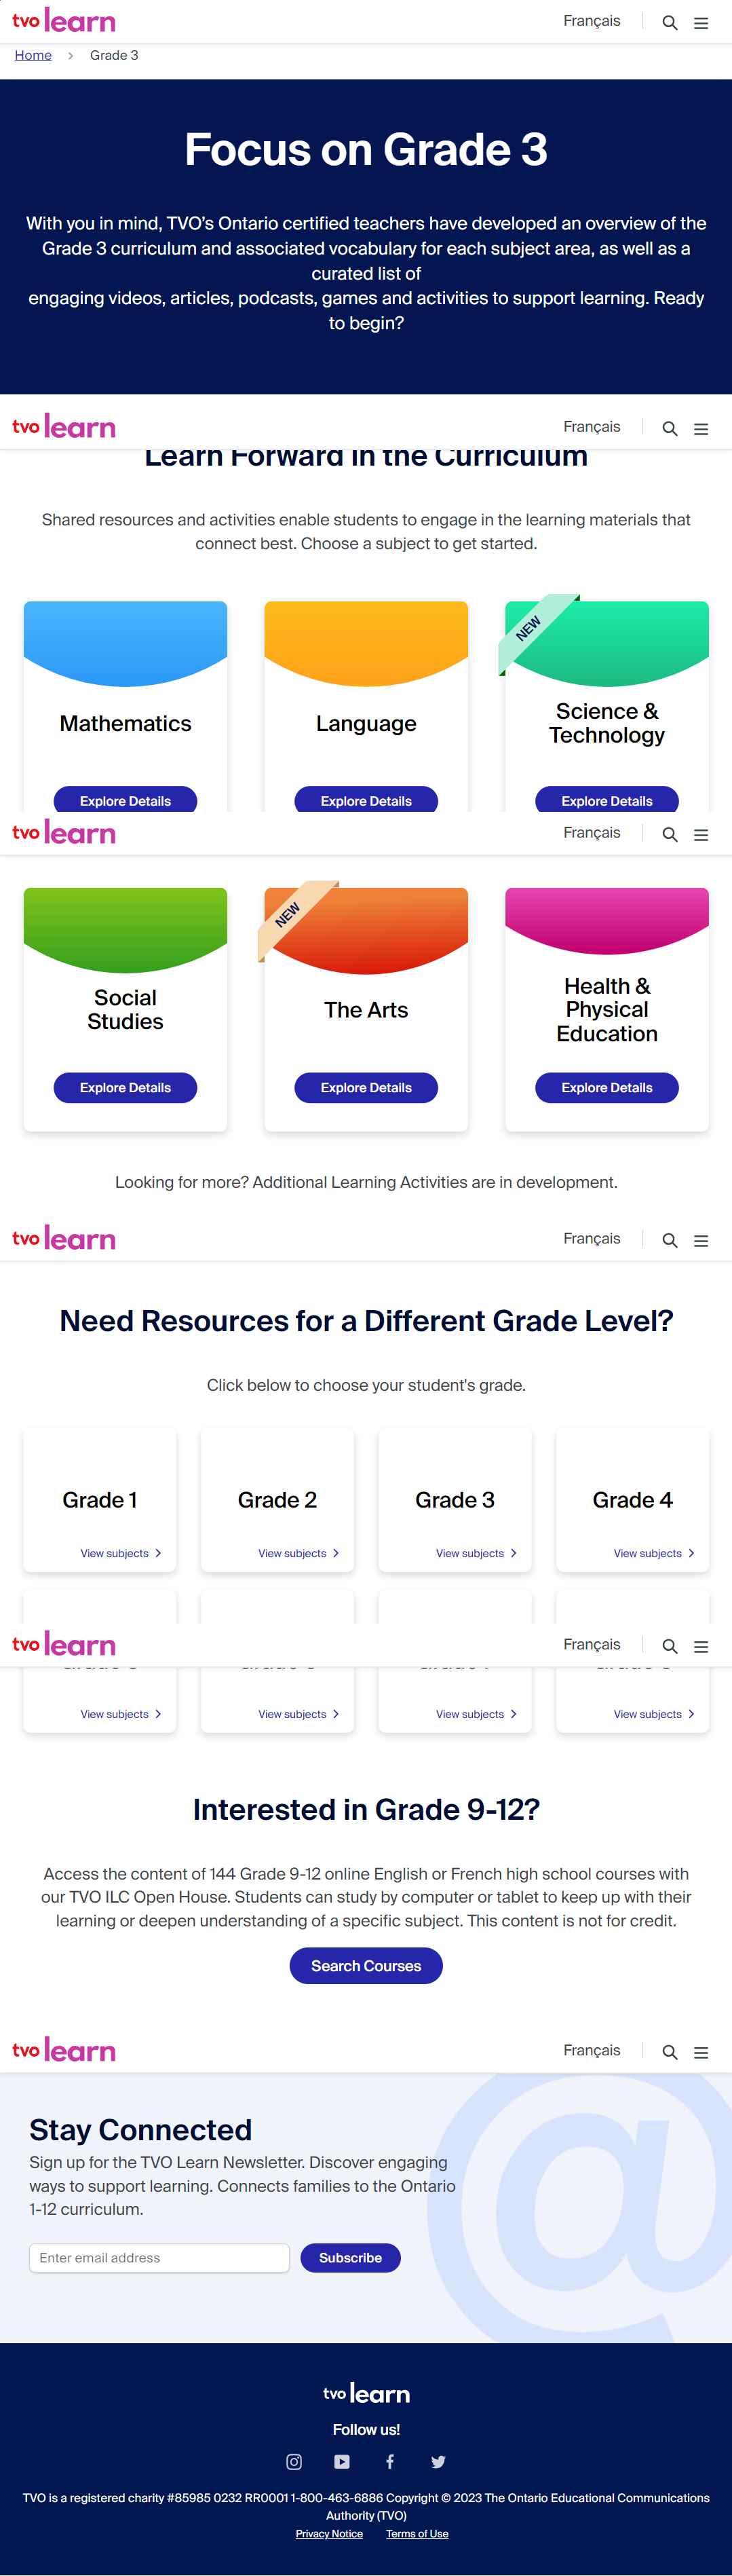 tvo learn
Français
Home > Grade 3
Focus on Grade 3
With you in mind, TVO's Ontario certified teachers have developed an overview of the
Grade 3 curriculum and associated vocabulary for each subject area, as well as a
curated list of
engaging videos, articles, podcasts, games and activities to support learning. Ready
to begin?
tvo learn
Français
Learn Forward in the Curriculum
Shared resources and activities enable students to engage in the learning materials that
connect best. Choose a subject to get started.
NEW
Mathematics
Language
Science &
Technology
Explore Details
Explore Details
Explore Details
tvo learn
Français
NEW
Social
Studies
The Arts
Health &
Physical
Education
Explore Details
Explore Details
Explore Details
Looking for more? Additional Learning Activities are in development.
tvo learn
Français
Need Resources for a Different Grade Level?
Click below to choose your student's grade.
Grade 1
Grade 2
Grade 3
Grade 4
View subjects >
View subjects >
View subjects >
View subjects >
tvo learn
Français
View subjects >
View subjects >
View subjects >
View subjects >
Interested in Grade 9-12?
Access the content of 144 Grade 9-12 online English or French high school courses with
our TVO ILC Open House. Students can study by computer or tablet to keep up with their
learning or deepen understanding of a specific subject. This content is not for credit.
Search Courses
tvo learn
Français
Stay Connected
Sign up for the TVO Learn Newsletter. Discover engaging
ways to support learning. Connects families to the Ontario
1-12 curriculum.
Enter email address
Subscribe
@
tvo learn
Follow us!
TVO is a registered charity #85985 0232 RR0001 1-800-463-6886 Copyright © 2023 The Ontario Educational Communications
Authority (TVO)
Privacy Notice
Terms of Use